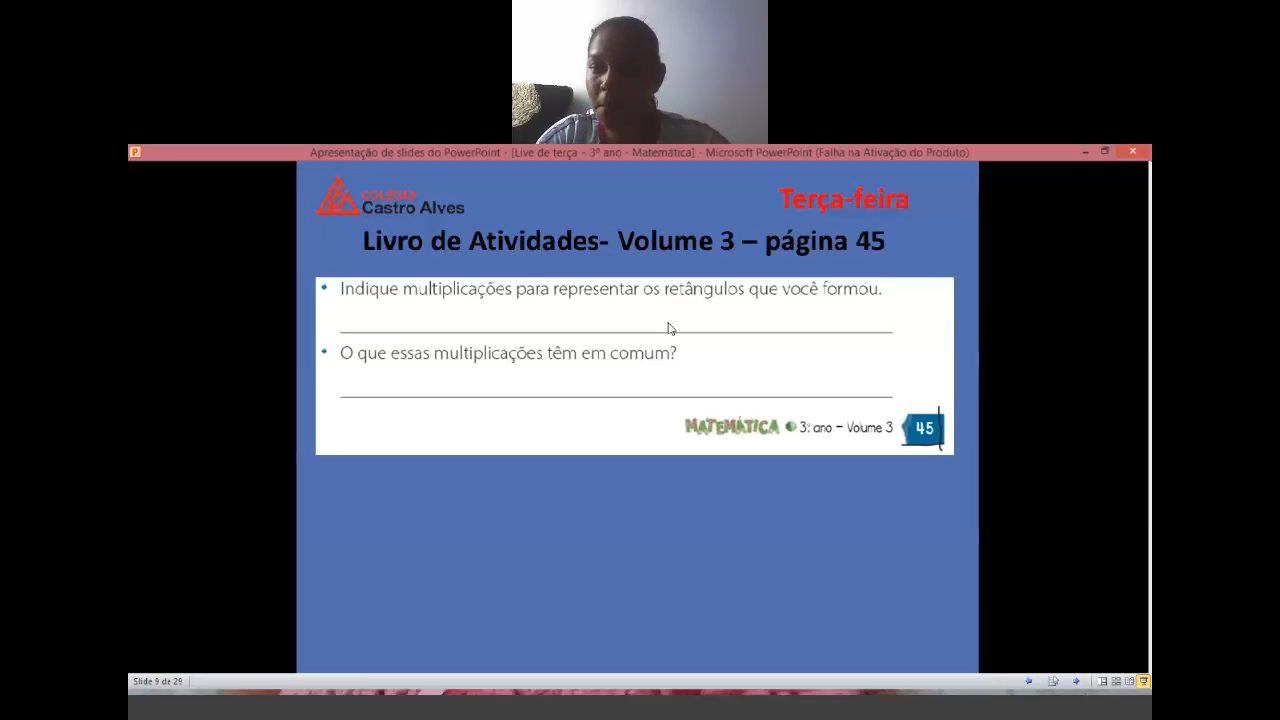 Apresentação de slides do PowerPoint - [Live de terça – 3º ano - Matemática] - Microsoft PowerPoint (Falha na Ativação do Produto)
COLÉGIO
Castro Alves
Terça-feira
Livro de Atividades- Volume 3 – página 45
• Indique multiplicações para representar os retângulos que você formou.
• O que essas multiplicações têm em comum?
MATEMÁTICA 3º. ano – Volume 3 45
Slide 9 de 29